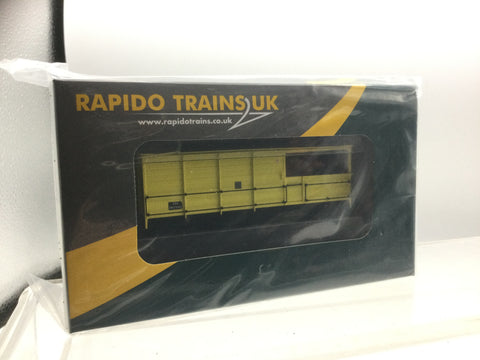 RAPIDO TRAINS UK
www.rapidotrains.co.uk